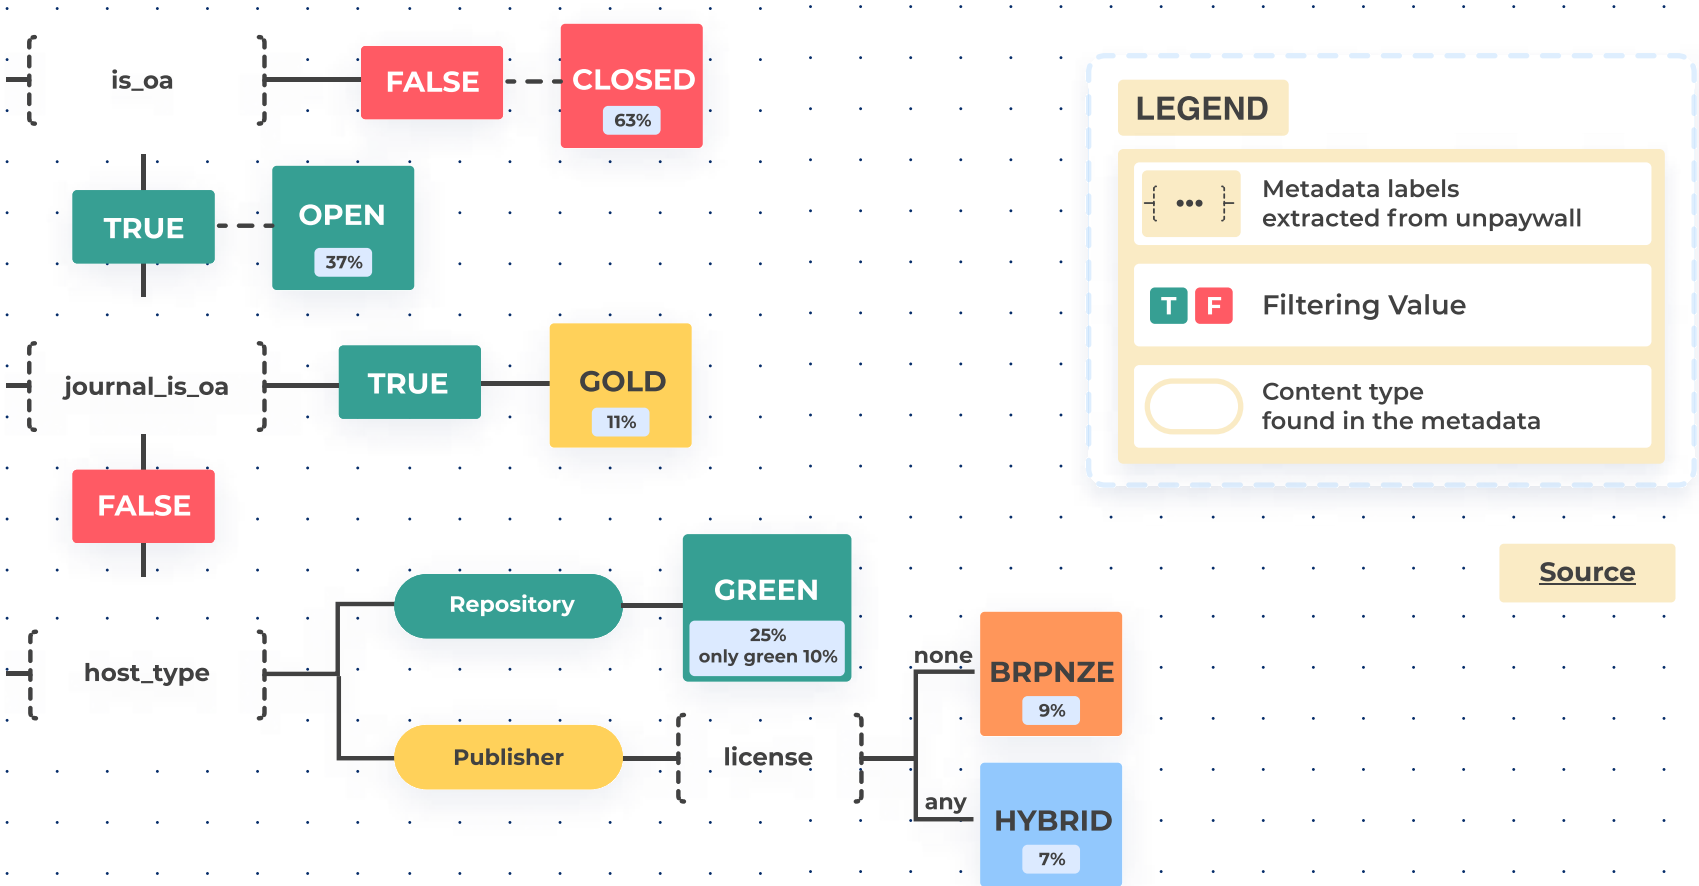 is_oa
FALSE
CLOSED
63%
TRUE
OPEN
37%
journal_is_oa
TRUE
GOLD
11%
FALSE
host_type
Repository
GREEN
25%
only green 10%
Publisher
license
none
BRPNZE
9%
any
HYBRID
7%
LEGEND
Metadata labels
extracted from unpaywall
T F Filtering Value
Content type
found in the metadata
Source